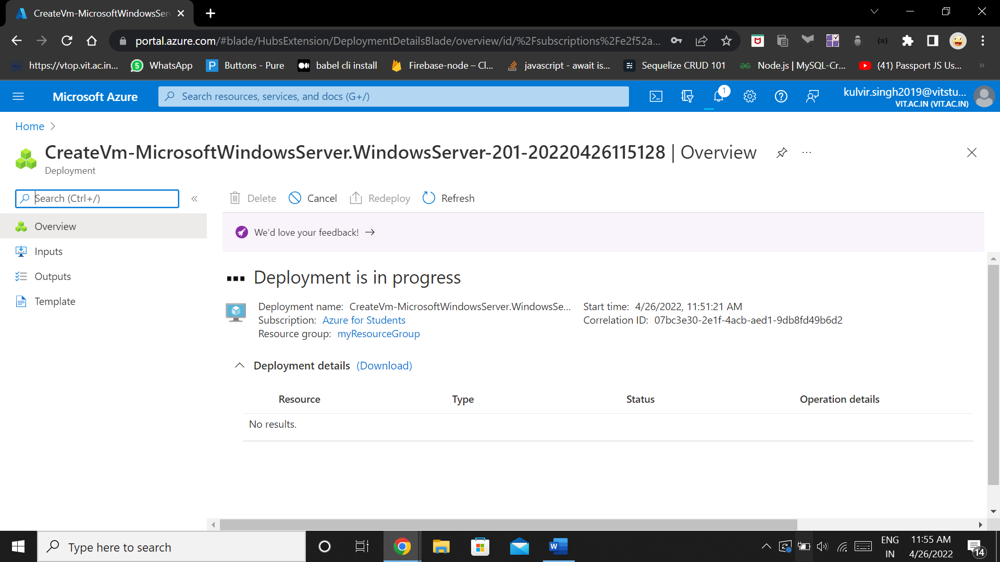 CreateVm-MicrosoftWindowsSer
portal.azure.com/#blade/HubsExtension/DeploymentDetailsBlade/overview/id/%2Fsubscriptions%2Fe2f52a...
https://vtop.vit.ac.in...
5
WhatsApp
P
Buttons - Pure
babel cli install
Firebase-node – Cl...
javascript - await is...
Sequelize CRUD 101
Node.js | MySQL-Cr...
(41) Passport JS Us...
»
Microsoft Azure
Search resources, services, and docs (G+/)
1
kulvir.singh2019@vitstu...
VIT.AC.IN (VIT.AC.IN)
Home
CreateVm-MicrosoftWindowsServer.WindowsServer-201-20220426115128 | Overview
...
Deployment
Search (Ctrl+/)
«
Delete
Cancel
Redeploy
Refresh
Overview
Inputs
Outputs
Template
We'd love your feedback! →
Deployment is in progress
Deployment name: CreateVm-MicrosoftWindowsServer.WindowsSe...
Subscription: Azure for Students
Resource group: myResourceGroup
Start time: 4/26/2022, 11:51:21 AM
Correlation ID: 07bc3e30-2e1f-4acb-aed1-9db8fd49b6d2
Deployment details (Download)
Resource Type Status Operation details
No results.
Type here to search
W
ENG
IN
11:55 AM
4/26/2022
14